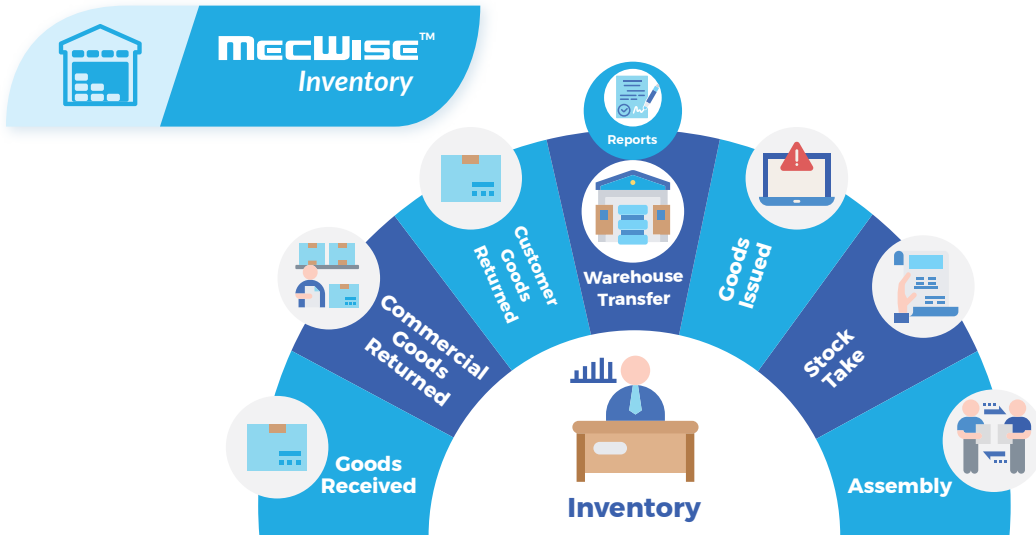 MECWISE™
Inventory
Reports
Goods
Received
Commercial
Goods
Returned
Customer
Goods
Returned
Warehouse
Transfer
Goods
Issued
Stock
Take
Assembly
Inventory